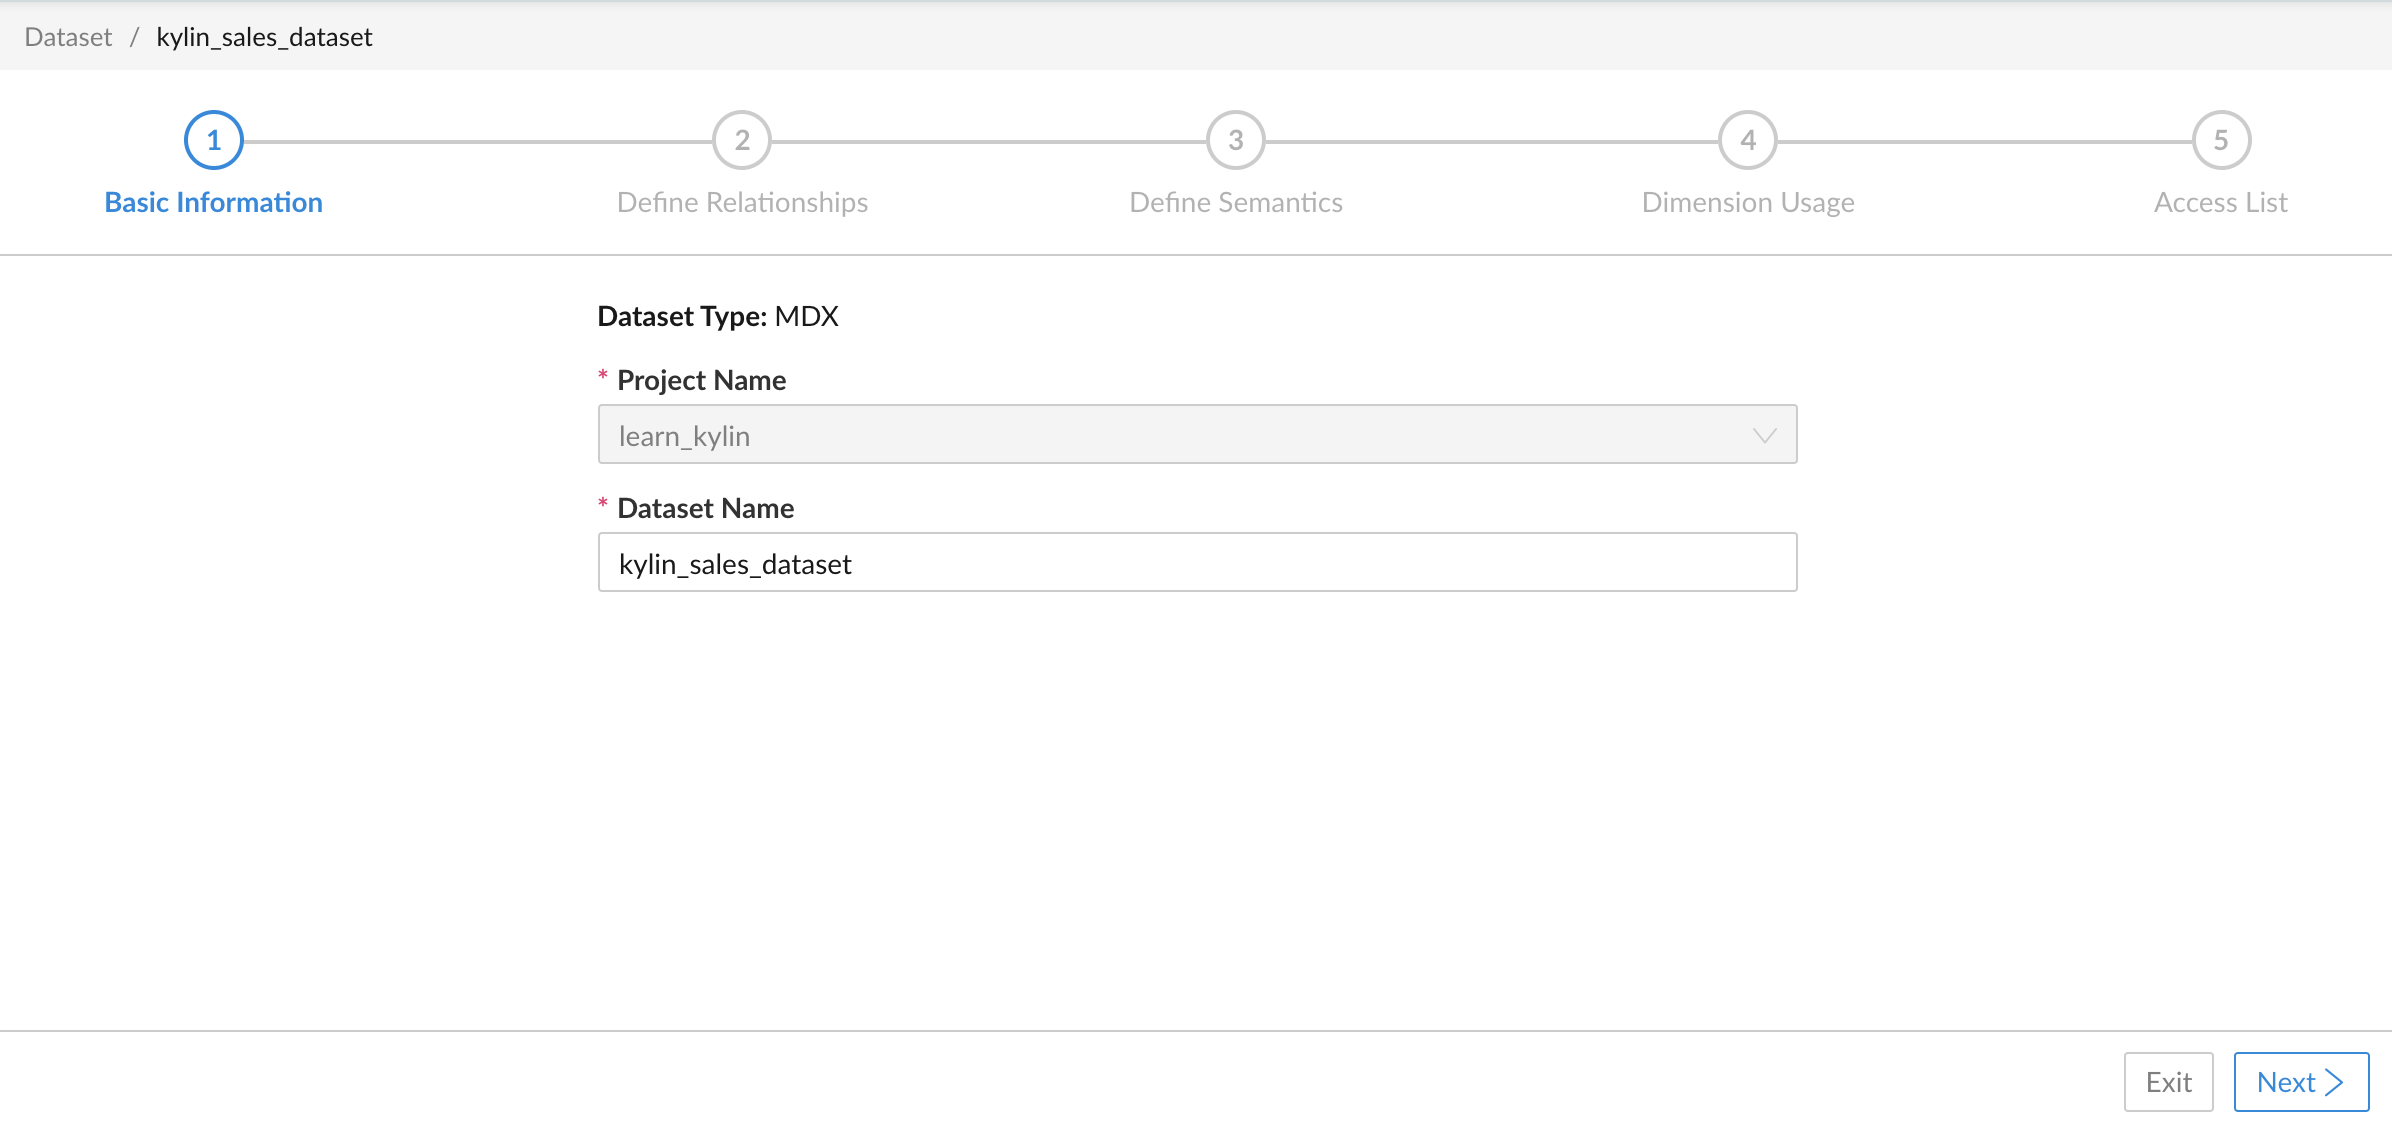 Dataset / kylin_sales_dataset
1 2 3 4 5
Basic Information Define Relationships Define Semantics Dimension Usage Access List
Dataset Type: MDX
* Project Name
learn_kylin
* Dataset Name
kylin_sales_dataset
Exit Next